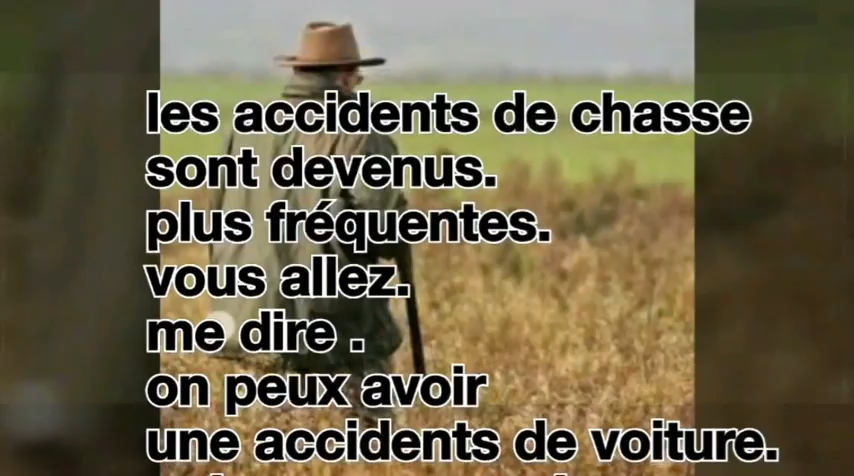 les accidents de chasse
sont devenus.
plus fréquentes.
vous allez.
me dire .
on peux avoir
une accidents de voiture.